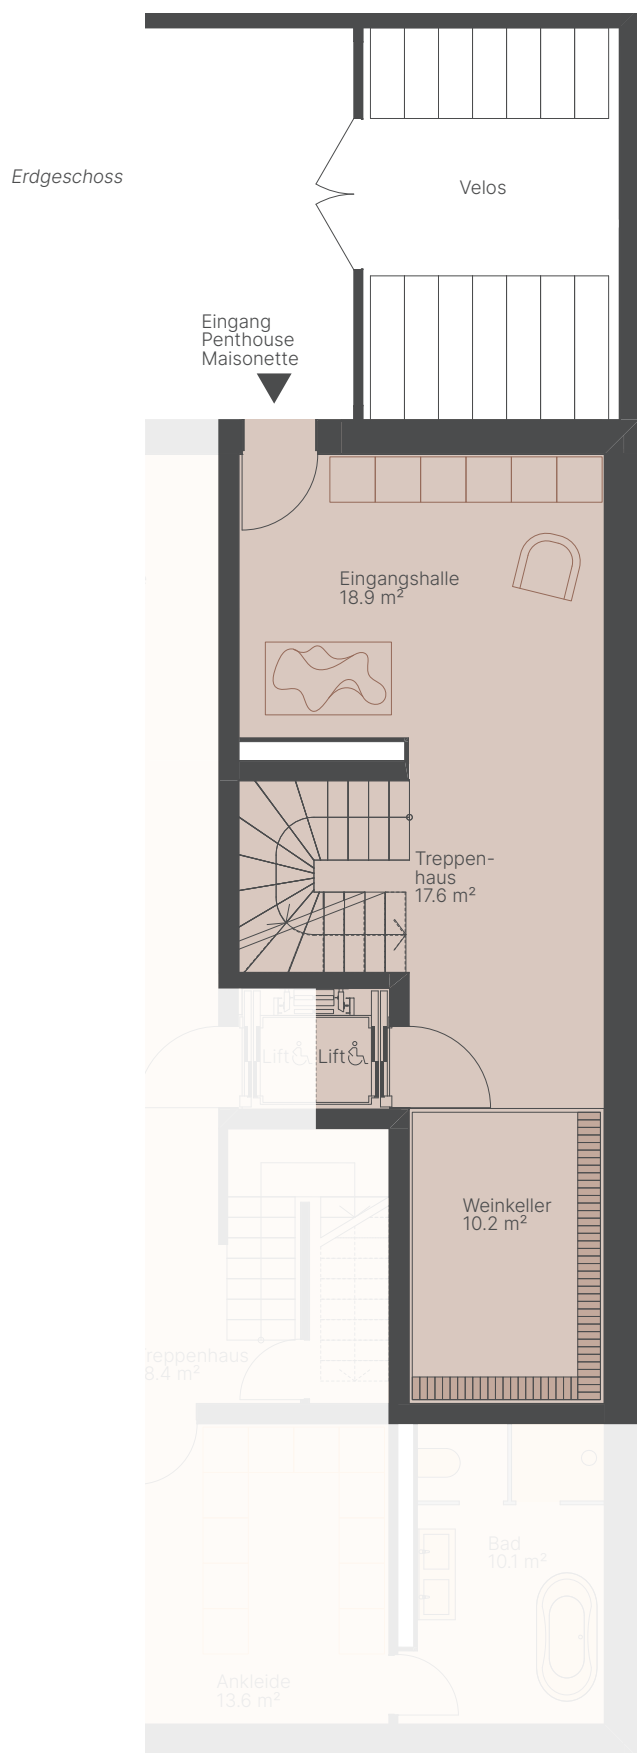 Erdgeschoss
Velos
Eingang
Penthouse
Maisonette
Eingangshalle
18.9 m²
Treppen-
haus
17.6 m²
Lift
Lift
Weinkeller
10.2 m²
reppenhaus
8.4 m²
Bad
10.1 m²
Ankleide
13.6 m²